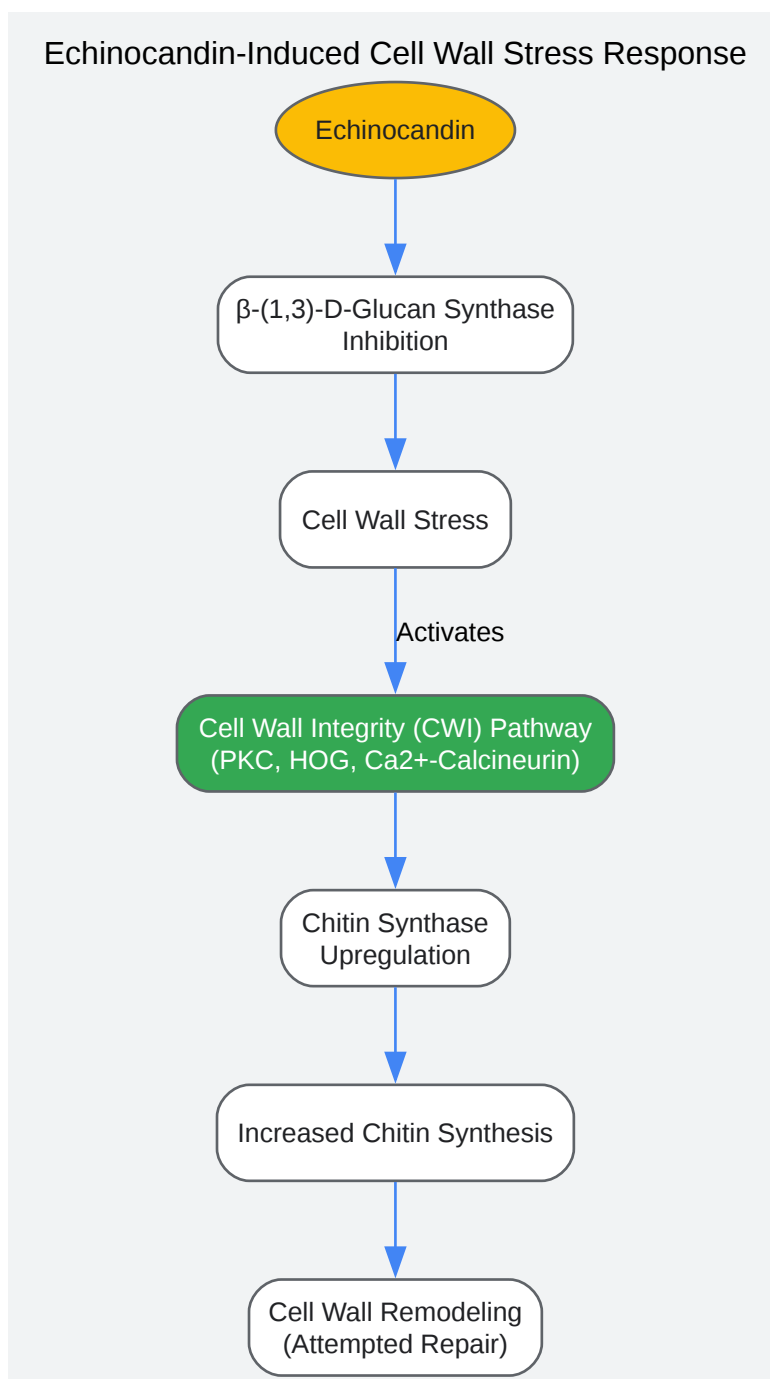 Echinocandin-Induced Cell Wall Stress Response
Echinocandin
β-(1,3)-D-Glucan Synthase
Inhibition
Cell Wall Stress
Activates
Cell Wall Integrity (CWI) Pathway
(PKC, HOG, Ca2+-Calcineurin)
Chitin Synthase
Upregulation
Increased Chitin Synthesis
Cell Wall Remodeling
(Attempted Repair)